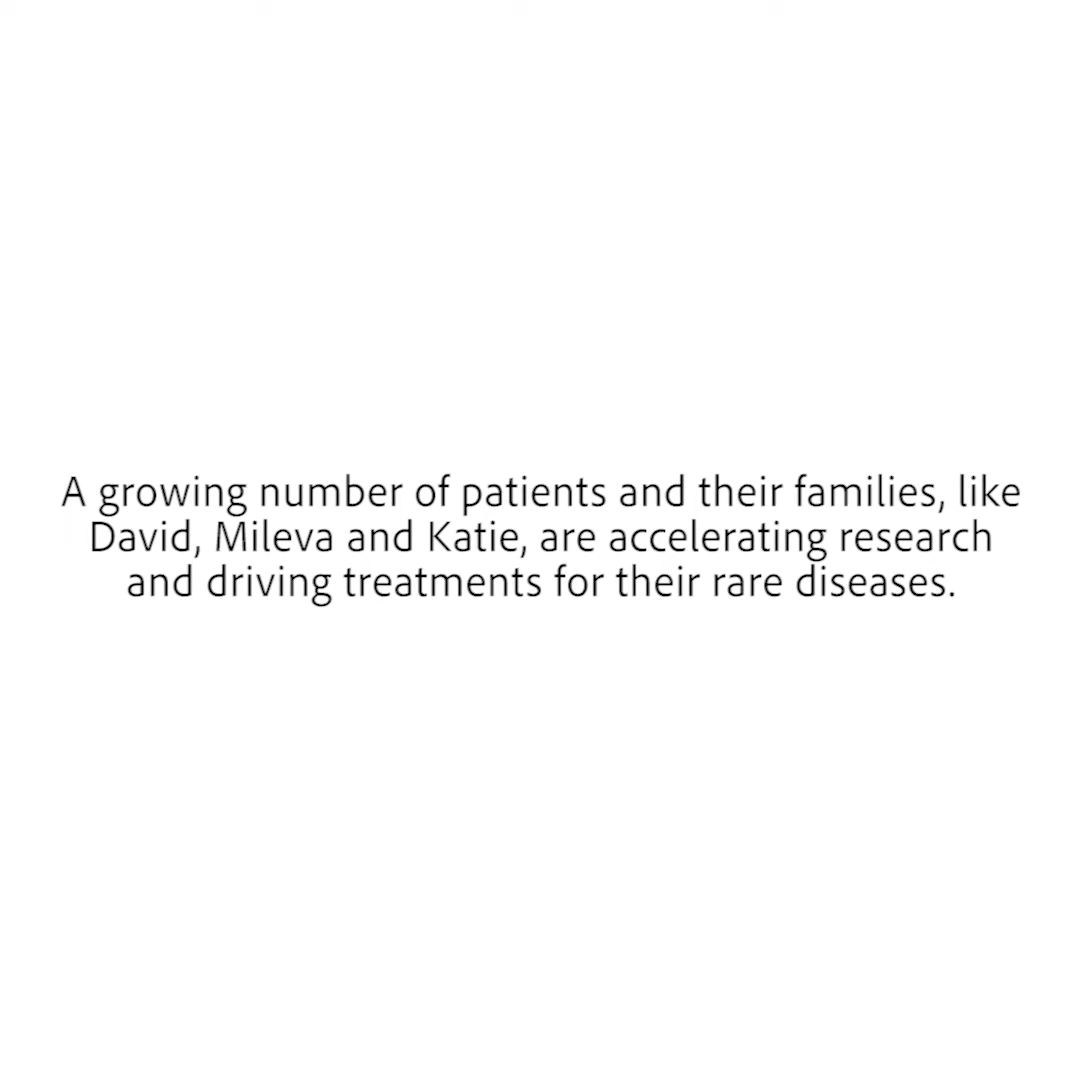 A growing number of patients and their families, like
David, Mileva and Katie, are accelerating research
and driving treatments for their rare diseases.